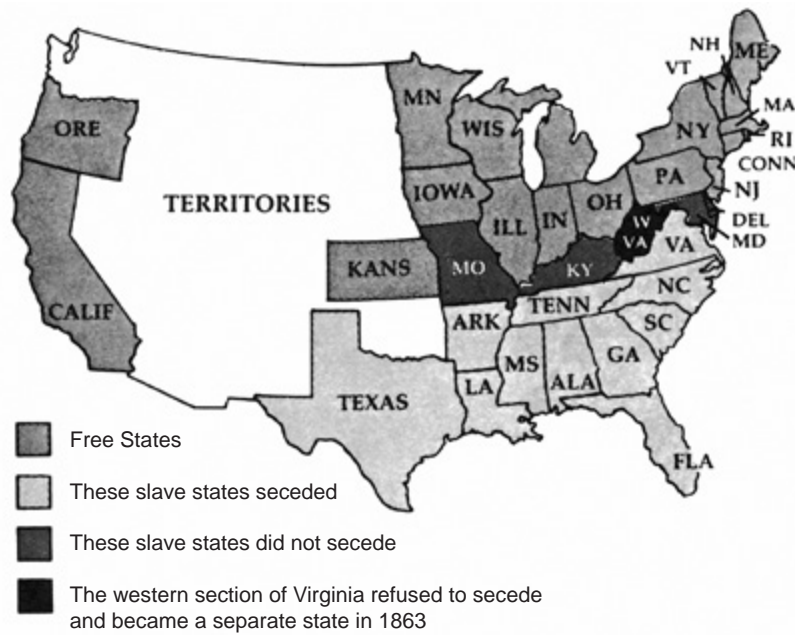 NH
ME
VT
MN
MA
ORE
WIS
NY
RI
CONN
PA
IOWA
NJ
TERRITORIES
ILL
IN
OH
W
VA
DEL
MD
VA
KANS
MO
KY
NC
CALIF
TENN
ARK
SC
MS
GA
ALA
LA
TEXAS
FLA
Free States
These slave states seceded
These slave states did not secede
The western section of Virginia refused to secede
and became a separate state in 1863